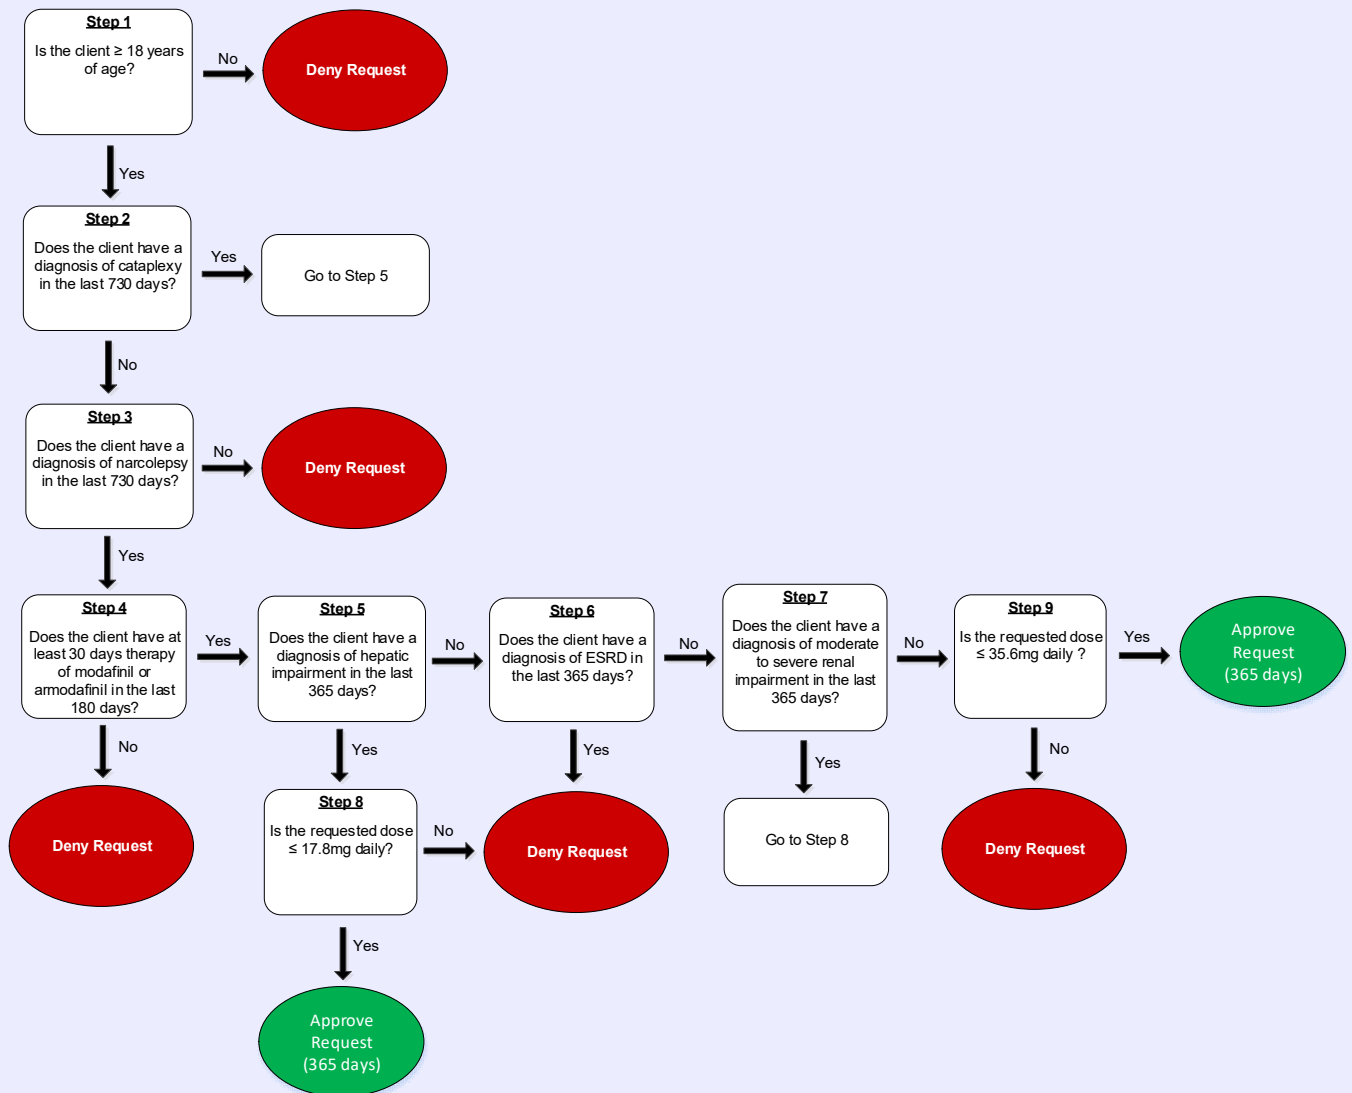 Step 1
Is the client ≥ 18 years
of age?
No
Deny Request
Yes
Step 2
Does the client have a
diagnosis of cataplexy
in the last 730 days?
Yes
Go to Step 5
No
Step 3
Does the client have a
diagnosis of narcolepsy
in the last 730 days?
No
Deny Request
Yes
Step 4
Does the client have at
least 30 days therapy
of modafinil or
armodafinil in the last
180 days?
Yes
No
Deny Request
Step 5
Does the client have a
diagnosis of hepatic
impairment in the last
365 days?
No
Yes
Step 6
Does the client have a
diagnosis of ESRD in
the last 365 days?
No
Yes
Deny Request
Step 7
Does the client have a
diagnosis of moderate
to severe renal
impairment in the last
365 days?
No
Yes
Go to Step 8
Step 9
Is the requested dose
≤ 35.6mg daily ?
Yes
Approve
Request
(365 days)
No
Deny Request
Step 8
Is the requested dose
≤ 17.8mg daily?
No
Yes
Approve
Request
(365 days)